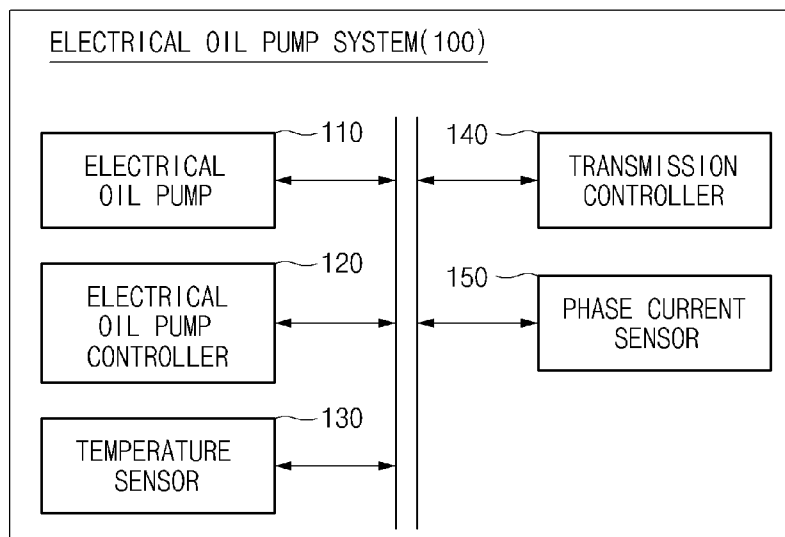 ELECTRICAL OIL PUMP SYSTEM(100)
110
ELECTRICAL
OIL PUMP
120
ELECTRICAL
OIL PUMP
CONTROLLER
130
TEMPERATURE
SENSOR
140
TRANSMISSION
CONTROLLER
150
PHASE CURRENT
SENSOR